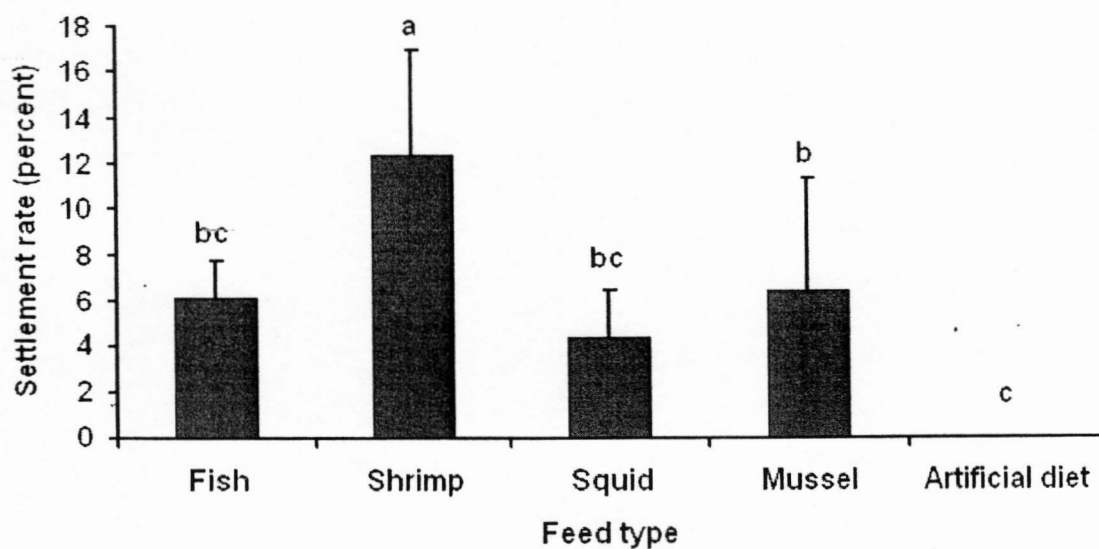 Settlement rate (percent)
18
16
14
12
10
8
6
4
2
0
bc
a
bc
b
c
Fish
Shrimp
Squid
Mussel
Artificial diet
Feed type